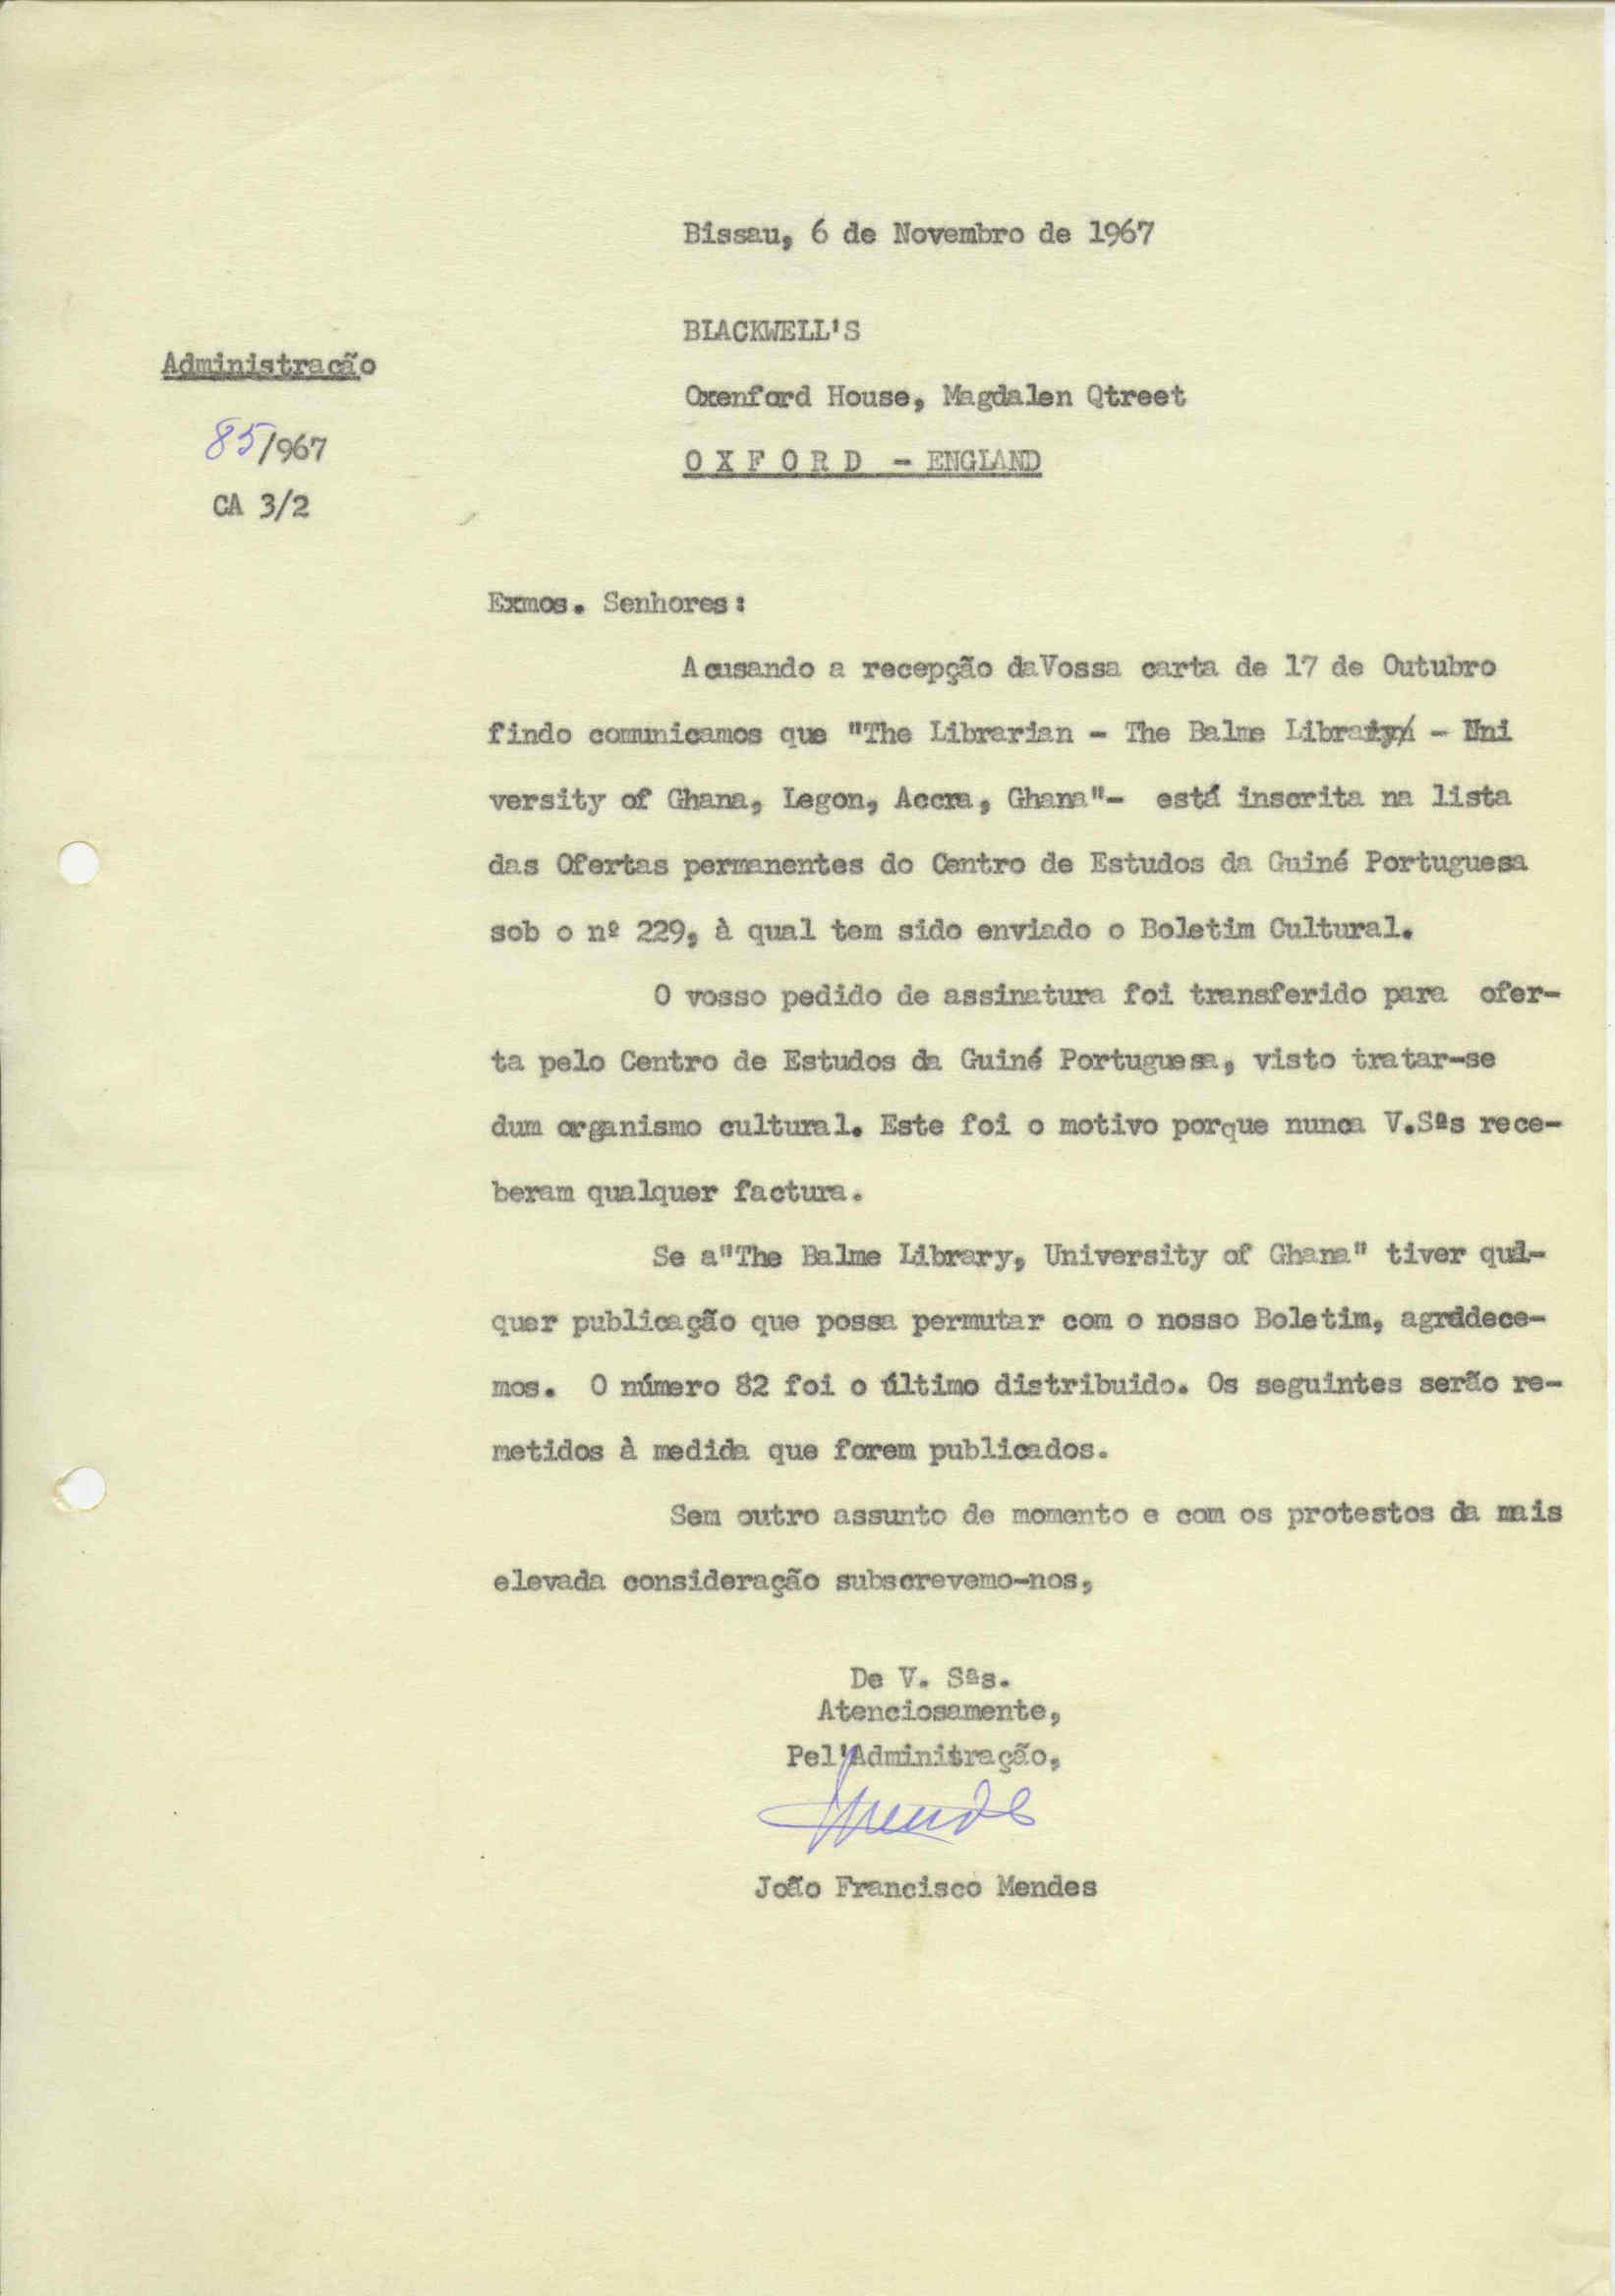 Bissau, 6 de Novembro de 1967
BLACKWELL'S
Administração
Oxenford House, Magdalen Qtreet
85/967
O X F O R D - ENGLAND
CA 3/2
Exmos. Senhores:
Acusando a recepção daVossa carta de 17 de Outubro
findo comunicamos que "The Librarian - The Balme Library - Uni
versity of Ghana, Legon, Accra, Ghana"- está inscrita na lista
das Ofertas permanentes do Centro de Estudos da Guiné Portuguesa
sob o nº 229, à qual tem sido enviado o Boletim Cultural.
O vosso pedido de assinatura foi transferido para ofer-
ta pelo Centro de Estudos da Guiné Portuguesa, visto tratar-se
dum organismo cultural. Este foi o motivo porque nunca V.Sªs rece-
beram qualquer factura.
Se a"The Balme Library, University of Ghana" tiver qual-
quer publicação que possa permutar com o nosso Boletim, agradece-
mos. O número 82 foi o último distribuido. Os seguintes serão re-
metidos à medida que forem publicados.
Sem outro assunto de momento e com os protestos da mais
elevada consideração subscrevemo-nos,
De V. Sªs.
Atenciosamente,
Pel'Adminitração,
Mendes
João Francisco Mendes